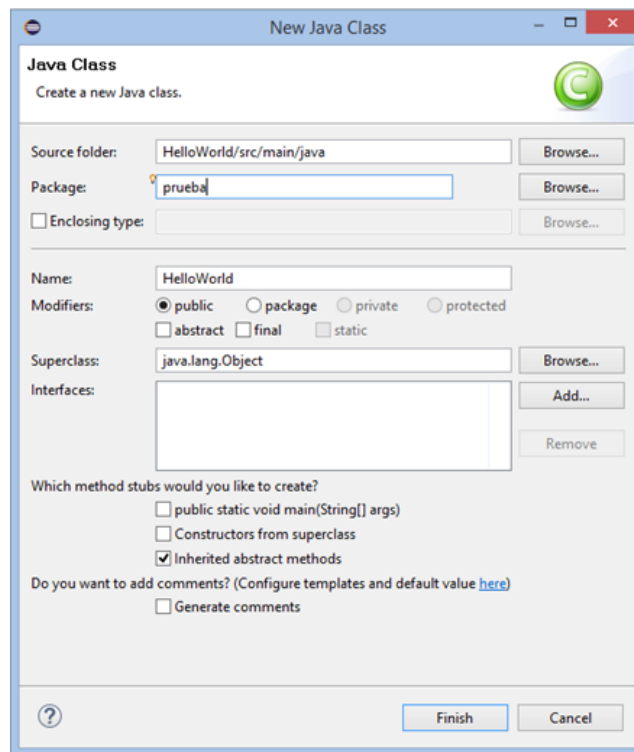 New Java Class
Java Class
Create a new Java class.
Source folder: HelloWorld/src/main/java Browse...
Package: prueba Browse...
Enclosing type: Browse...
Name: HelloWorld
Modifiers: public package private protected
abstract final static
Superclass: java.lang.Object Browse...
Interfaces: Add...
Remove
Which method stubs would you like to create?
public static void main(String[] args)
Constructors from superclass
Inherited abstract methods
Do you want to add comments? (Configure templates and default value here)
Generate comments
Finish Cancel